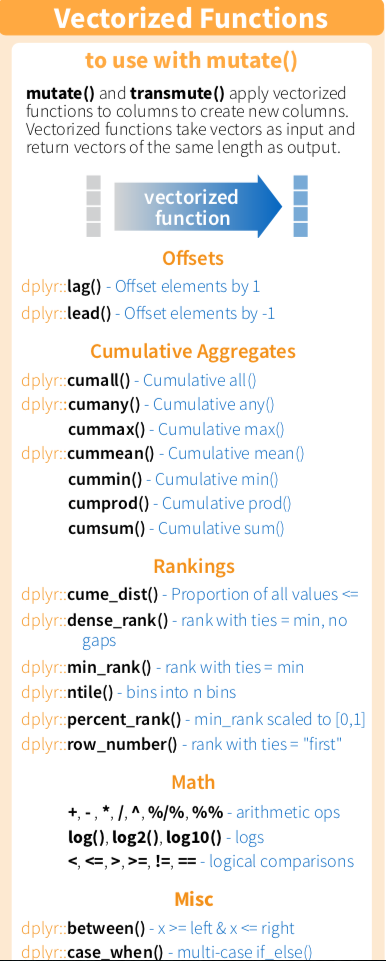 Vectorized Functions
to use with mutate()
mutate() and transmute() apply vectorized
functions to columns to create new columns.
Vectorized functions take vectors as input and
return vectors of the same length as output.
vectorized
function
Offsets
dplyr::lag() - Offset elements by 1
dplyr::lead() - Offset elements by -1
Cumulative Aggregates
dplyr::cumall() - Cumulative all()
dplyr::cumany() - Cumulative any()
cummax() - Cumulative max()
dplyr::cummean() - Cumulative mean()
cummin() - Cumulative min()
cumprod() - Cumulative prod()
cumsum() - Cumulative sum()
Rankings
dplyr::cume_dist() - Proportion of all values <=
dplyr::dense_rank() - rank with ties = min, no
gaps
dplyr::min_rank() - rank with ties = min
dplyr::ntile() - bins into n bins
dplyr::percent_rank() - min_rank scaled to [0,1]
dplyr::row_number() - rank with ties = "first"
Math
+, - , *, /, ^, %/%, %% - arithmetic ops
log(), log2(), log10() - logs
<, <=, >, >=, !=, == - logical comparisons
Misc
dplyr::between() - x >= left & x <= right
dplyr::case_when() - multi-case if_else()